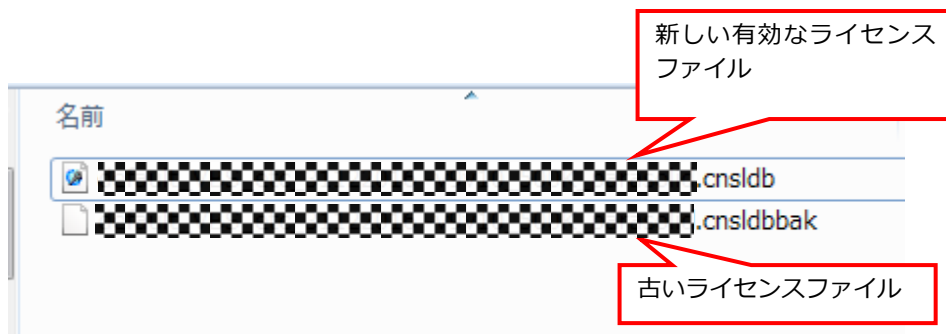 新しい有効なライセンス
ファイル
名前
.cnsldb
.cnsldbbak
古いライセンスファイル